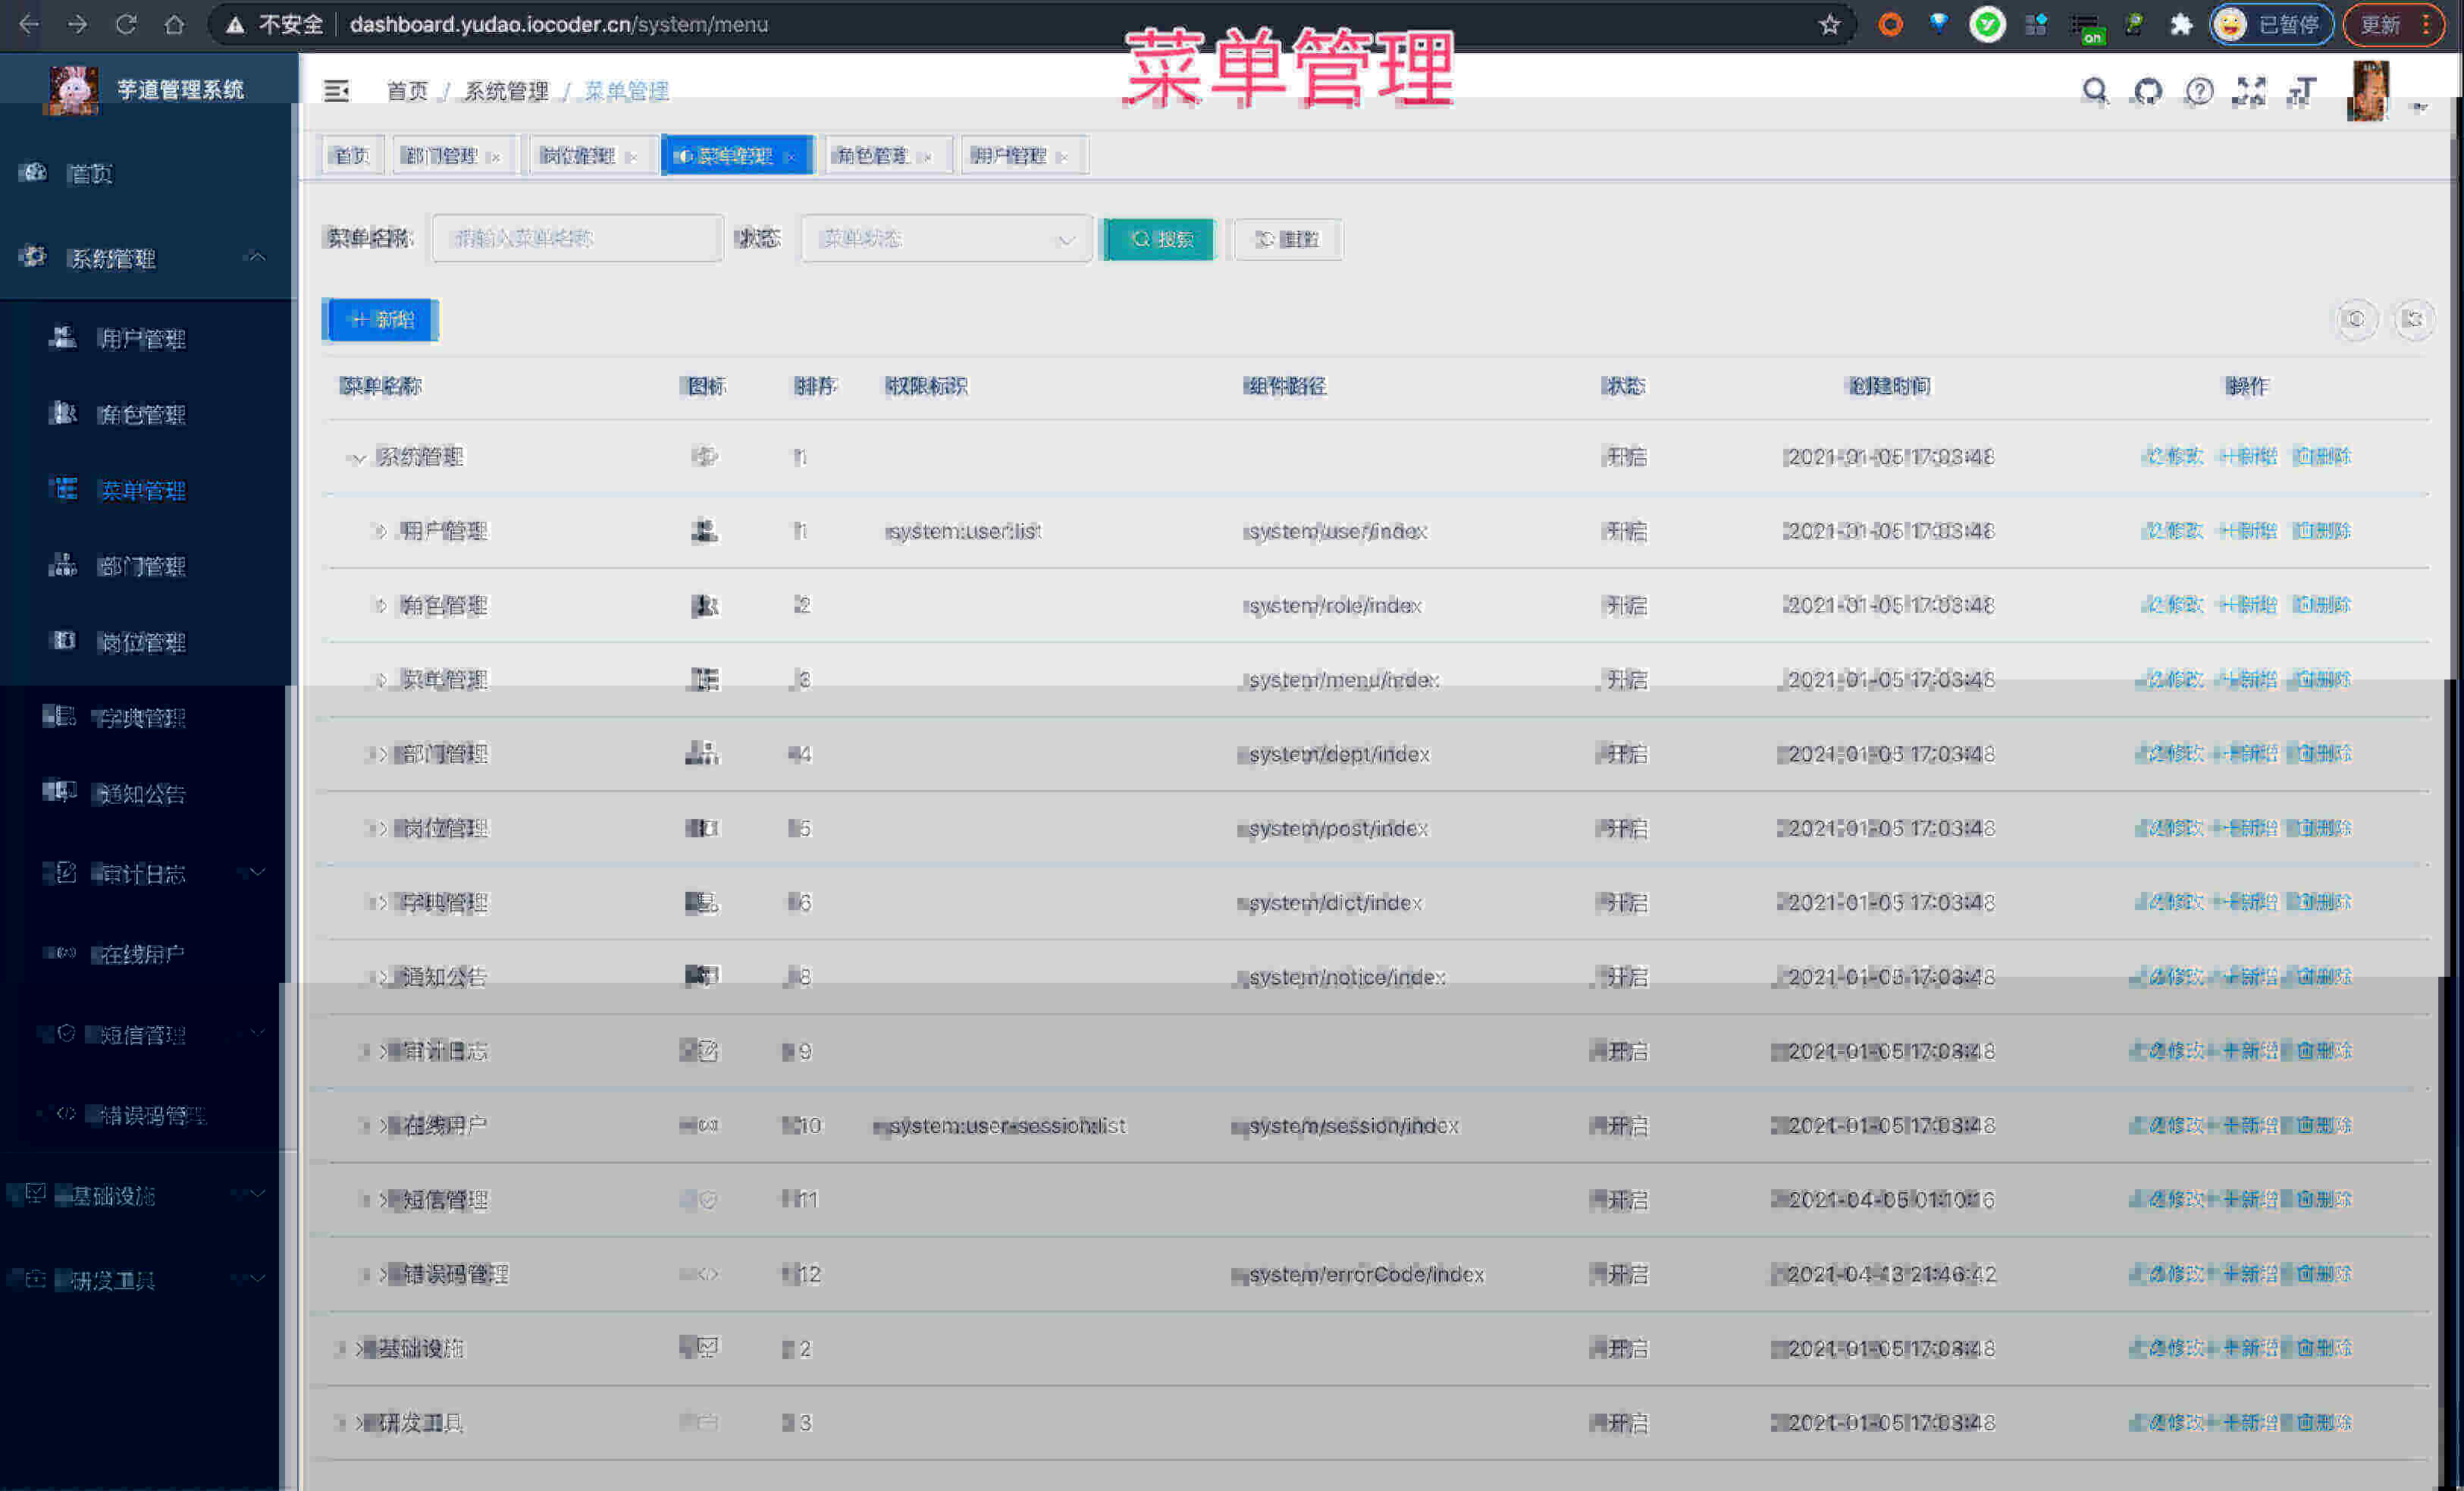 不安全 dashboard.yudao.iocoder.cn/system/menu 已暂停 更新
on
菜单管理
芋道管理系统
首页 / 系统管理 / 菜单管理
首页 部门管理 × 岗位管理 × 菜单管理 × 角色管理 × 用户管理 ×
首页
系统管理
用户管理
角色管理
菜单管理
部门管理
岗位管理
字典管理
通知公告
审计日志
在线用户
短信管理
错误码管理
基础设施
研发工具
菜单名称 请输入菜单名称 状态 菜单状态 搜索 重置
+ 新增
菜单名称 图标 排序 权限标识 组件路径 状态 创建时间 操作
系统管理 1 开启 2021-01-05 17:03:48 修改 +新增 删除
用户管理 1 system:user:list system/user/index 开启 2021-01-05 17:03:48 修改 +新增 删除
角色管理 2 system/role/index 开启 2021-01-05 17:03:48 修改 +新增 删除
菜单管理 3 system/menu/index 开启 2021-01-05 17:03:48 修改 +新增 删除
部门管理 4 system/dept/index 开启 2021-01-05 17:03:48 修改 +新增 删除
岗位管理 5 system/post/index 开启 2021-01-05 17:03:48 修改 +新增 删除
字典管理 6 system/dict/index 开启 2021-01-05 17:03:48 修改 +新增 删除
通知公告 8 system/notice/index 开启 2021-01-05 17:03:48 修改 +新增 删除
审计日志 9 开启 2021-01-05 17:03:48 修改 +新增 删除
在线用户 10 system:user-session:list system/session/index 开启 2021-01-05 17:03:48 修改 +新增 删除
短信管理 11 开启 2021-04-05 01:10:16 修改 +新增 删除
错误码管理 12 system/errorCode/index 开启 2021-04-13 21:46:42 修改 +新增 删除
基础设施 2 开启 2021-01-05 17:03:48 修改 +新增 删除
研发工具 3 开启 2021-01-05 17:03:48 修改 +新增 删除